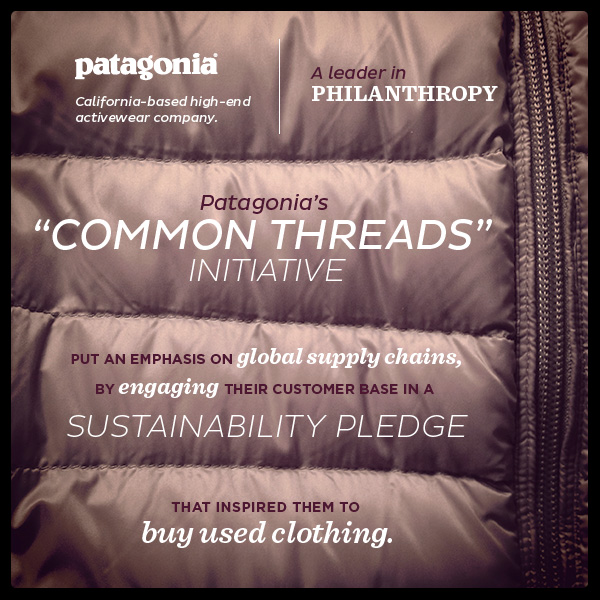 patagonia®
California-based high-end
activewear company.
A leader in
PHILANTHROPY
Patagonia’s
“COMMON THREADS”
INITIATIVE
PUT AN EMPHASIS ON global supply chains,
BY engaging THEIR CUSTOMER BASE IN A
SUSTAINABILITY PLEDGE
THAT INSPIRED THEM TO
buy used clothing.